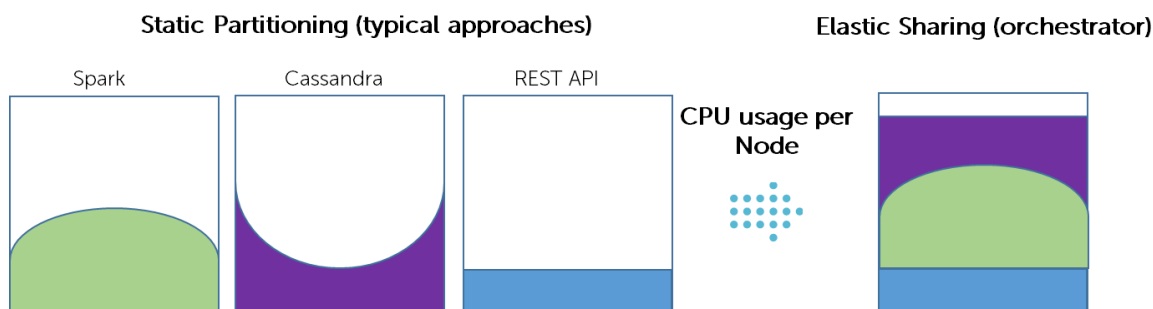 Static Partitioning (typical approaches)
Elastic Sharing (orchestrator)
Spark
Cassandra
REST API
CPU usage per
Node